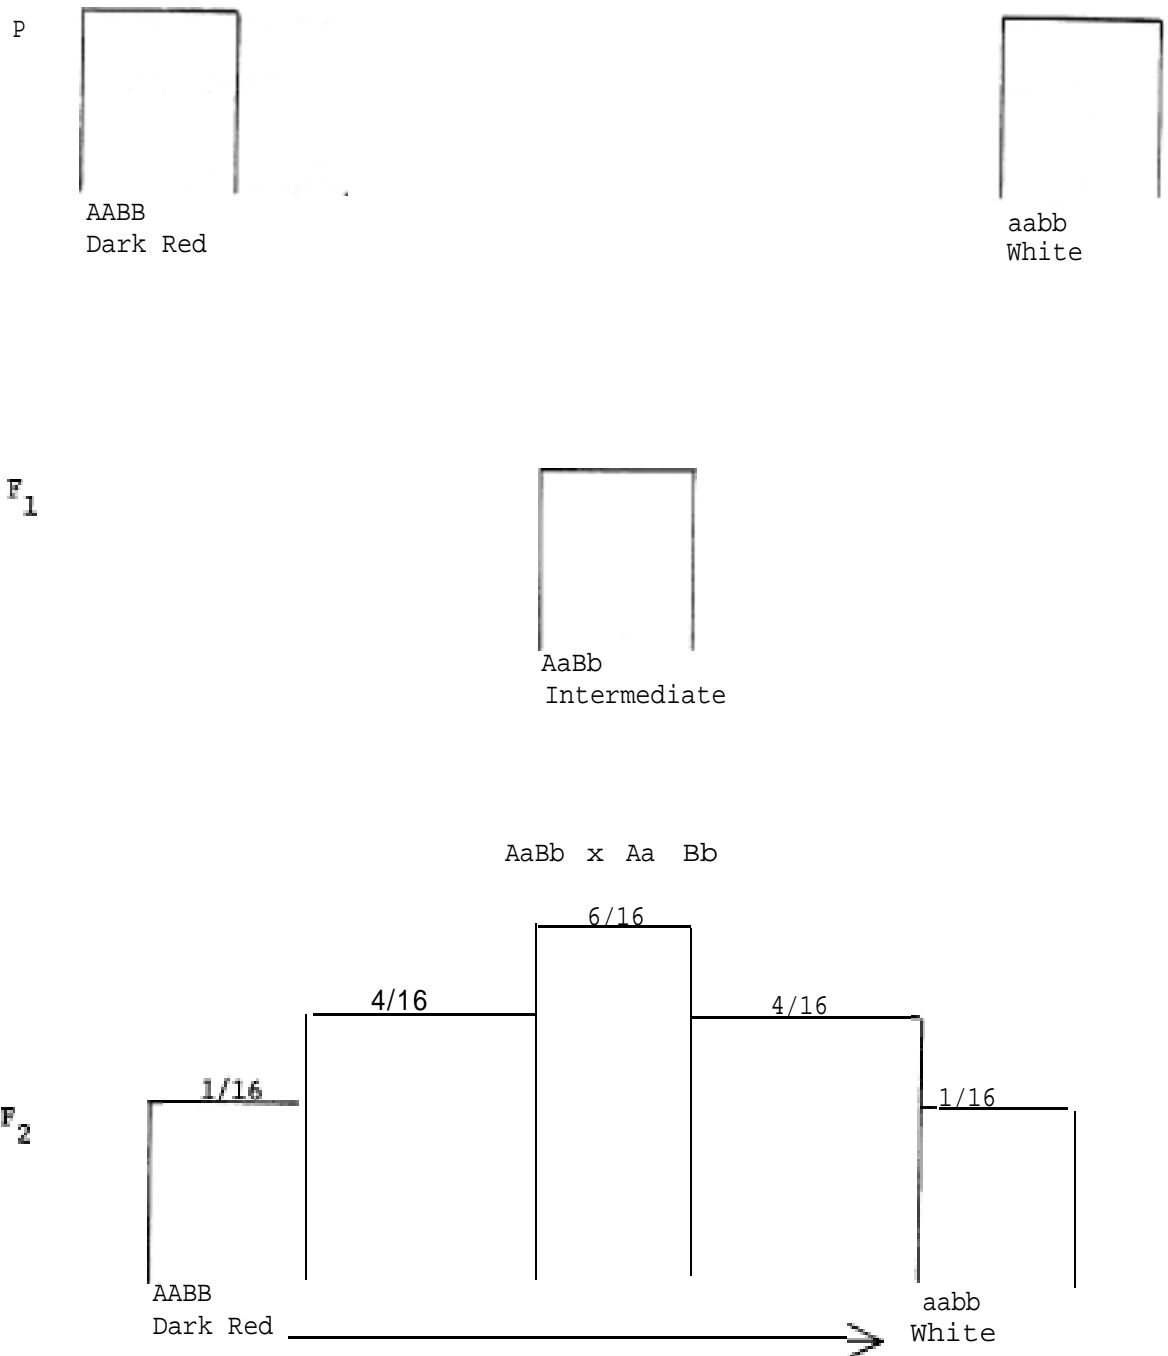 P
AABB
Dark Red
aabb
White
F1
AaBb
Intermediate
AaBb x Aa Bb
6/16
4/16
4/16
1/16
1/16
F2
AABB
Dark Red
aabb
White